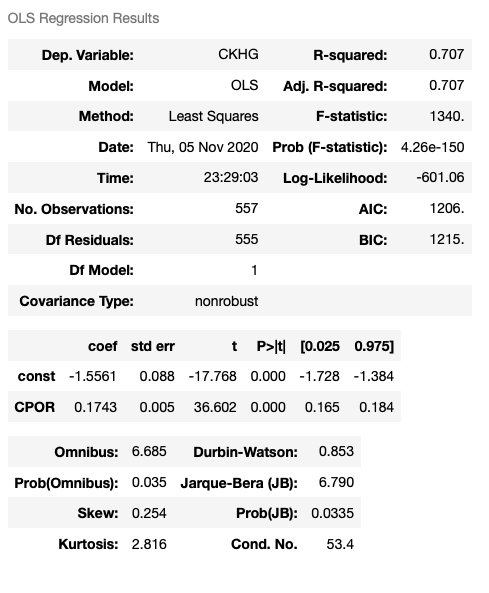 OLS Regression Results
Dep. Variable: CKHG R-squared: 0.707
Model: OLS Adj. R-squared: 0.707
Method: Least Squares F-statistic: 1340.
Date: Thu, 05 Nov 2020 Prob (F-statistic): 4.26e-150
Time: 23:29:03 Log-Likelihood: -601.06
No. Observations: 557 AIC: 1206.
Df Residuals: 555 BIC: 1215.
Df Model: 1
Covariance Type: nonrobust
coef std err t P>|t| [0.025 0.975]
const -1.5561 0.088 -17.768 0.000 -1.728 -1.384
CPOR 0.1743 0.005 36.602 0.000 0.165 0.184
Omnibus: 6.685 Durbin-Watson: 0.853
Prob(Omnibus): 0.035 Jarque-Bera (JB): 6.790
Skew: 0.254 Prob(JB): 0.0335
Kurtosis: 2.816 Cond. No. 53.4